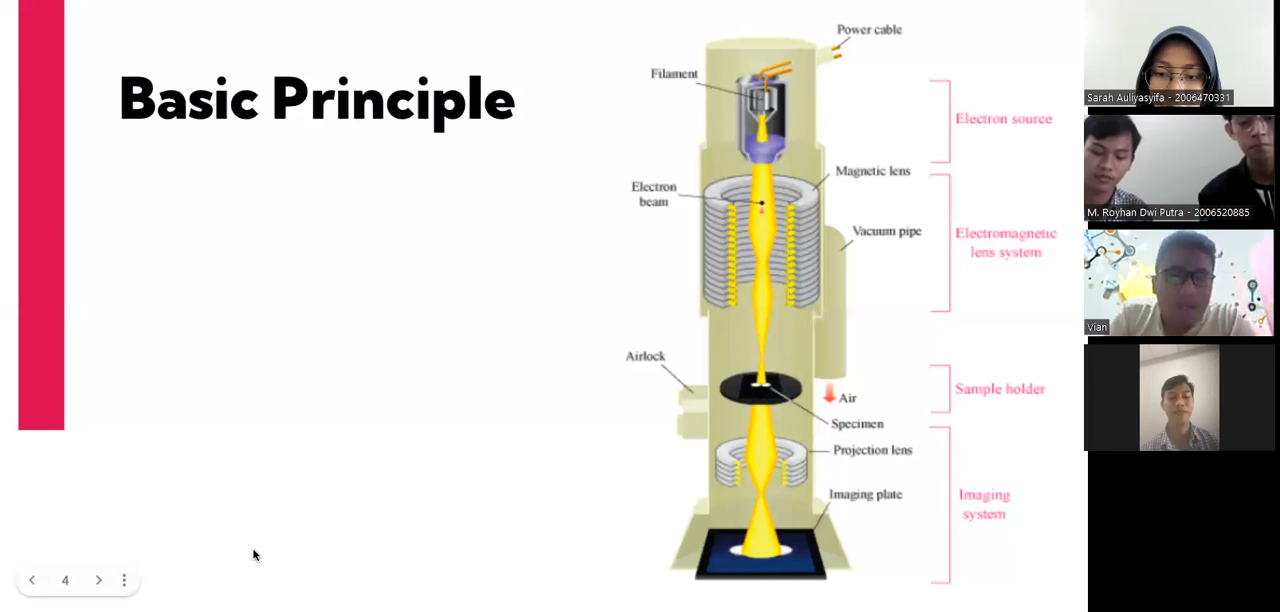 Basic Principle
Power cable
Filament
Electron source
Magnetic lens
Electron
beam
Vacuum pipe
Electromagnetic
lens system
Airlock
Sample holder
Air
Specimen
Projection lens
Imaging plate
Imaging
system
4
Sarah Auliyasyifa - 2006470331
M. Royhan Dwi Putra - 2006520885
Vian